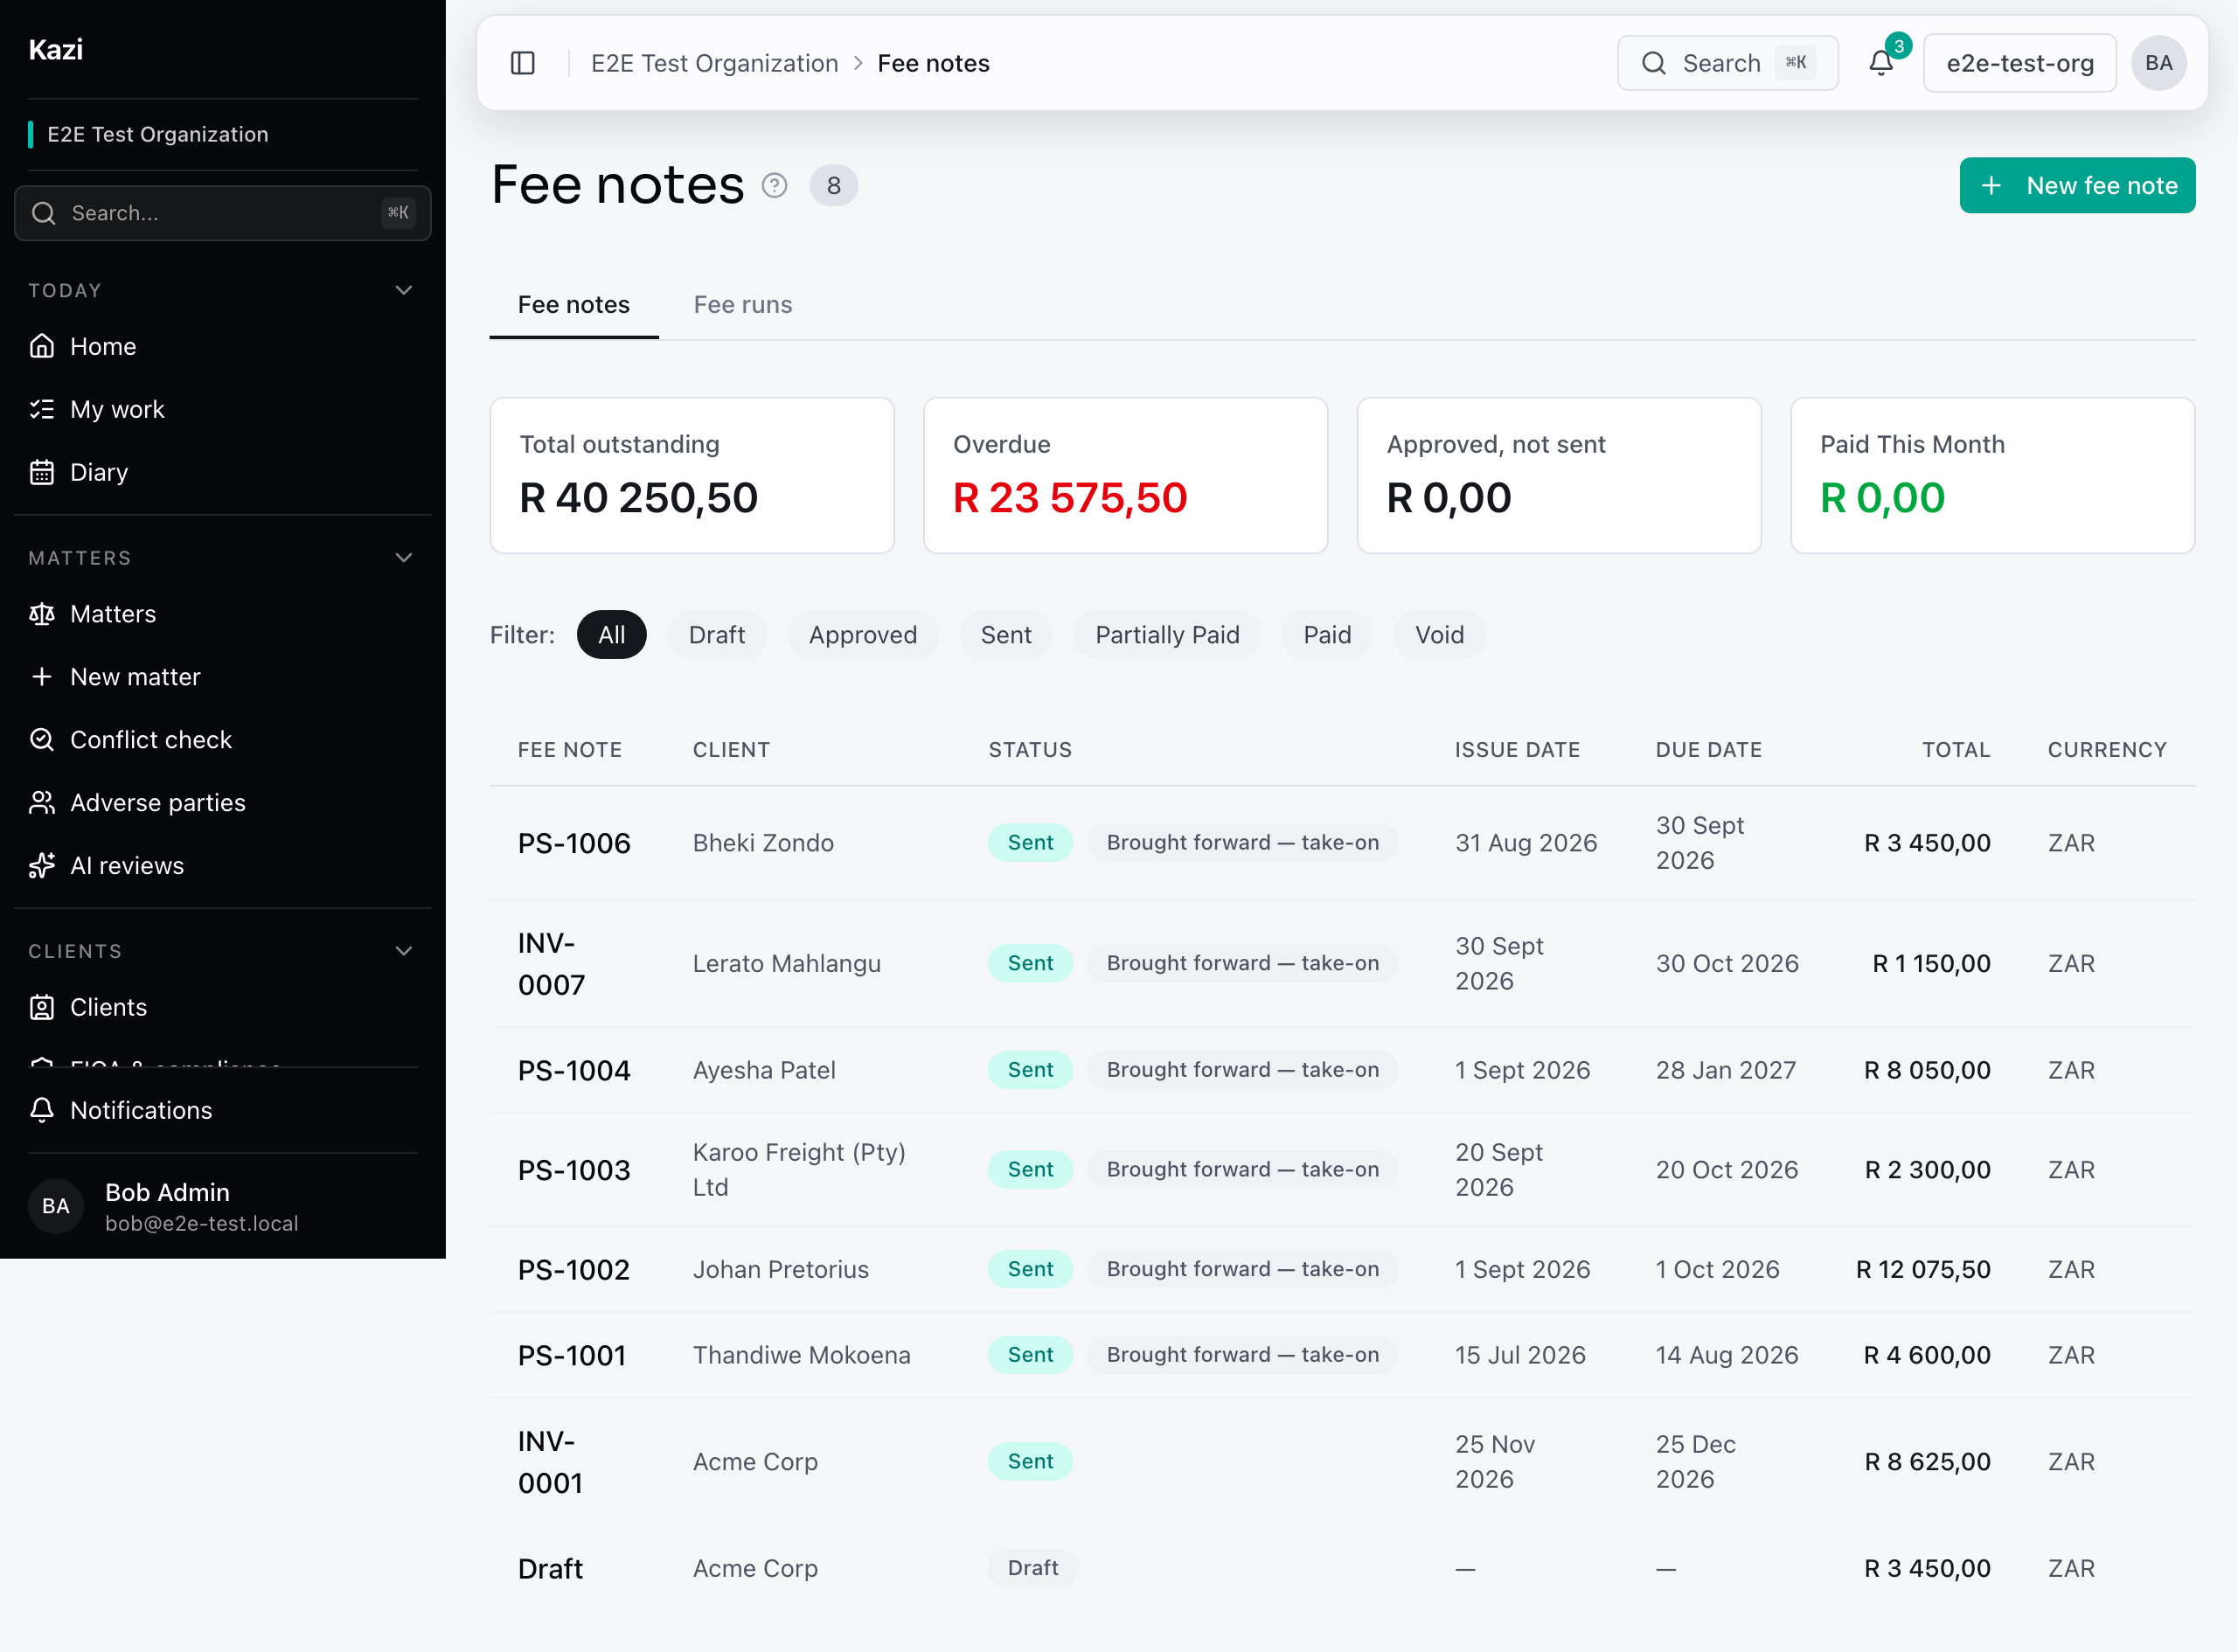 Kazi
E2E Test Organization
Search... ⌘K
TODAY
Home
My work
Diary
MATTERS
Matters
New matter
Conflict check
Adverse parties
AI reviews
CLIENTS
Clients
Notifications
BA
Bob Admin
bob@e2e-test.local
E2E Test Organization > Fee notes
Search ⌘K
3
e2e-test-org
BA
Fee notes ? 8
+ New fee note
Fee notes
Fee runs
Total outstanding
R 40 250,50
Overdue
R 23 575,50
Approved, not sent
R 0,00
Paid This Month
R 0,00
Filter: All Draft Approved Sent Partially Paid Paid Void
FEE NOTE CLIENT STATUS ISSUE DATE DUE DATE TOTAL CURRENCY
PS-1006 Bheki Zondo Sent Brought forward — take-on 31 Aug 2026 30 Sept 2026 R 3 450,00 ZAR
INV-0007 Lerato Mahlangu Sent Brought forward — take-on 30 Sept 2026 30 Oct 2026 R 1 150,00 ZAR
PS-1004 Ayesha Patel Sent Brought forward — take-on 1 Sept 2026 28 Jan 2027 R 8 050,00 ZAR
PS-1003 Karoo Freight (Pty) Ltd Sent Brought forward — take-on 20 Sept 2026 20 Oct 2026 R 2 300,00 ZAR
PS-1002 Johan Pretorius Sent Brought forward — take-on 1 Sept 2026 1 Oct 2026 R 12 075,50 ZAR
PS-1001 Thandiwe Mokoena Sent Brought forward — take-on 15 Jul 2026 14 Aug 2026 R 4 600,00 ZAR
INV-0001 Acme Corp Sent 25 Nov 2026 25 Dec 2026 R 8 625,00 ZAR
Draft Acme Corp Draft — — R 3 450,00 ZAR